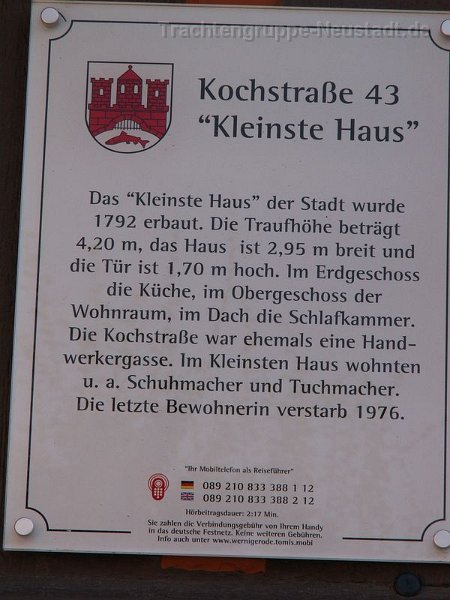 Trachtengruppe-Neustadt.de
Kochstraße 43
“Kleinste Haus”
Das “Kleinste Haus” der Stadt wurde
1792 erbaut. Die Traufhöhe beträgt
4,20 m, das Haus ist 2,95 m breit und
die Tür ist 1,70 m hoch. Im Erdgeschoss
die Küche, im Obergeschoss der
Wohnraum, im Dach die Schlafkammer.
Die Kochstraße war ehemals eine Hand-
werkergasse. Im Kleinsten Haus wohnten
u. a. Schuhmacher und Tuchmacher.
Die letzte Bewohnerin verstarb 1976.
"Ihr Mobiltelefon als Reiseführer"
089 210 833 388 1 12
089 210 833 388 2 12
Hörbeitragsdauer: 2:17 Min.
Sie zahlen die Verbindungsgebühr von Ihrem Handy
in das deutsche Festnetz. Keine weiteren Gebühren.
Info auch unter www.wernigerode.tomis.mobi